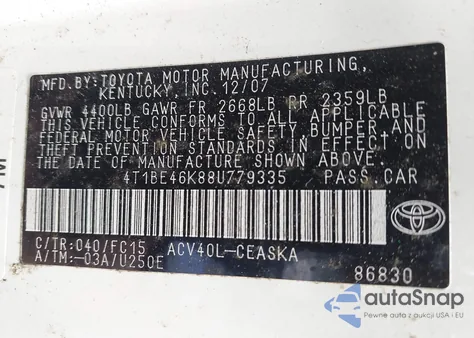 MFD.BY:TOYOTA MOTOR MANUFACTURING,
KENTUCKY, INC. 12/07
GVWR 4400LB GAWR FR 2668LB RR 2359LB
THIS VEHICLE CONFORMS TO ALL APPLICABLE
FEDERAL MOTOR VEHICLE SAFETY, BUMPER, AND
THEFT PREVENTION STANDARDS IN EFFECT ON
THE DATE OF MANUFACTURE SHOWN ABOVE.
4T1BE46K88U779335 PASS CAR
C/TR:040/FC15 ACV40L-CEASKA
A/TM:-03A/U250E
86830
autaSnap
Pewne auta z USA i EU